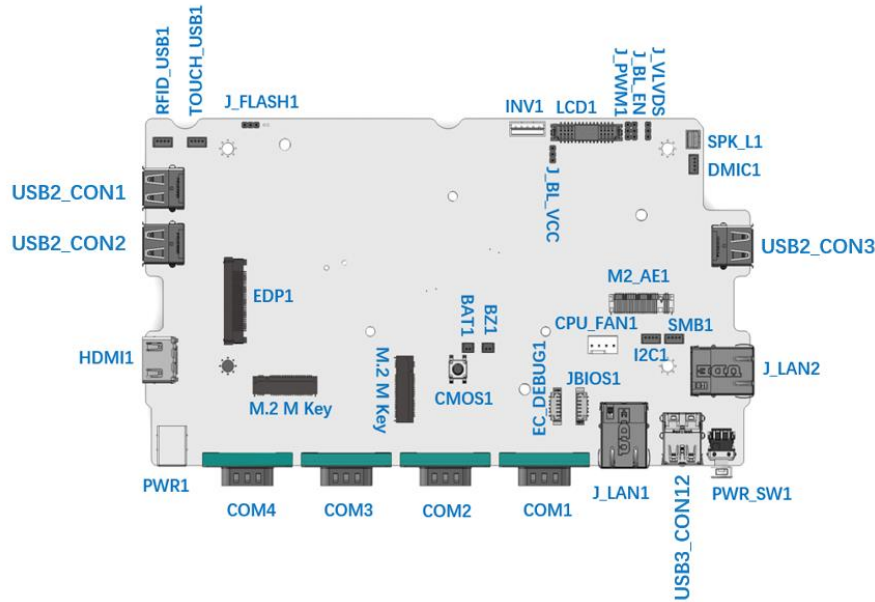 RFID_USB1
TOUCH_USB1
J_FLASH1
INV1
LCD1
J_PWM1
J_BL_EN
J_VLVDS
SPK_L1
DMIC1
J_BL_VCC
USB2_CON1
USB2_CON2
USB2_CON3
EDP1
M2_AE1
BAT1
BZ1
CPU_FAN1
SMB1
I2C1
HDMI1
J_LAN2
M.2 M Key
M.2 M Key
CMOS1
EC_DEBUG1
JBIOS1
PWR1
COM4
COM3
COM2
COM1
J_LAN1
USB3_CON12
PWR_SW1